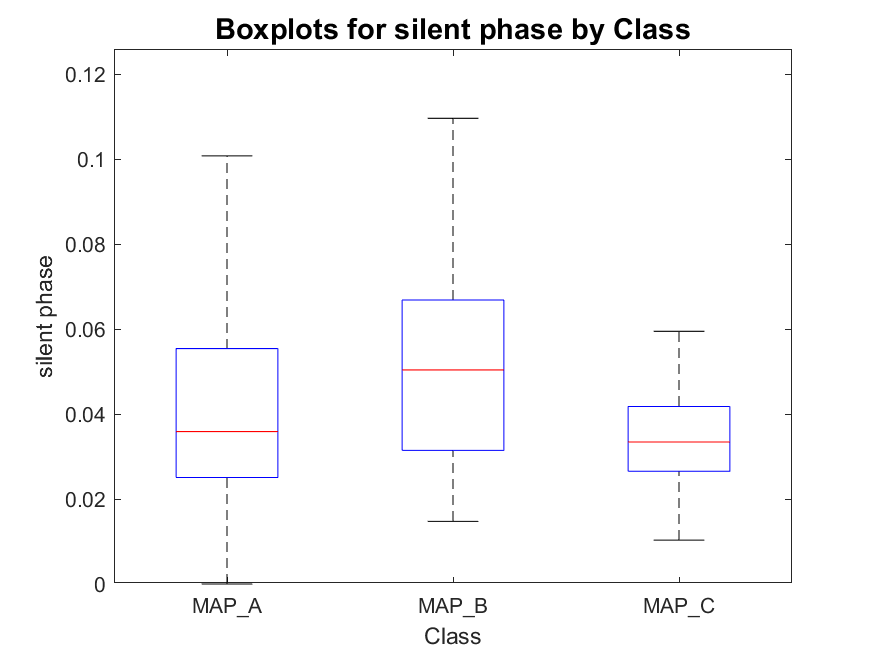 Boxplots for silent phase by Class
0.12
0.1
0.08
0.06
0.04
0.02
0
silent phase
MAP_A
MAP_B
MAP_C
Class